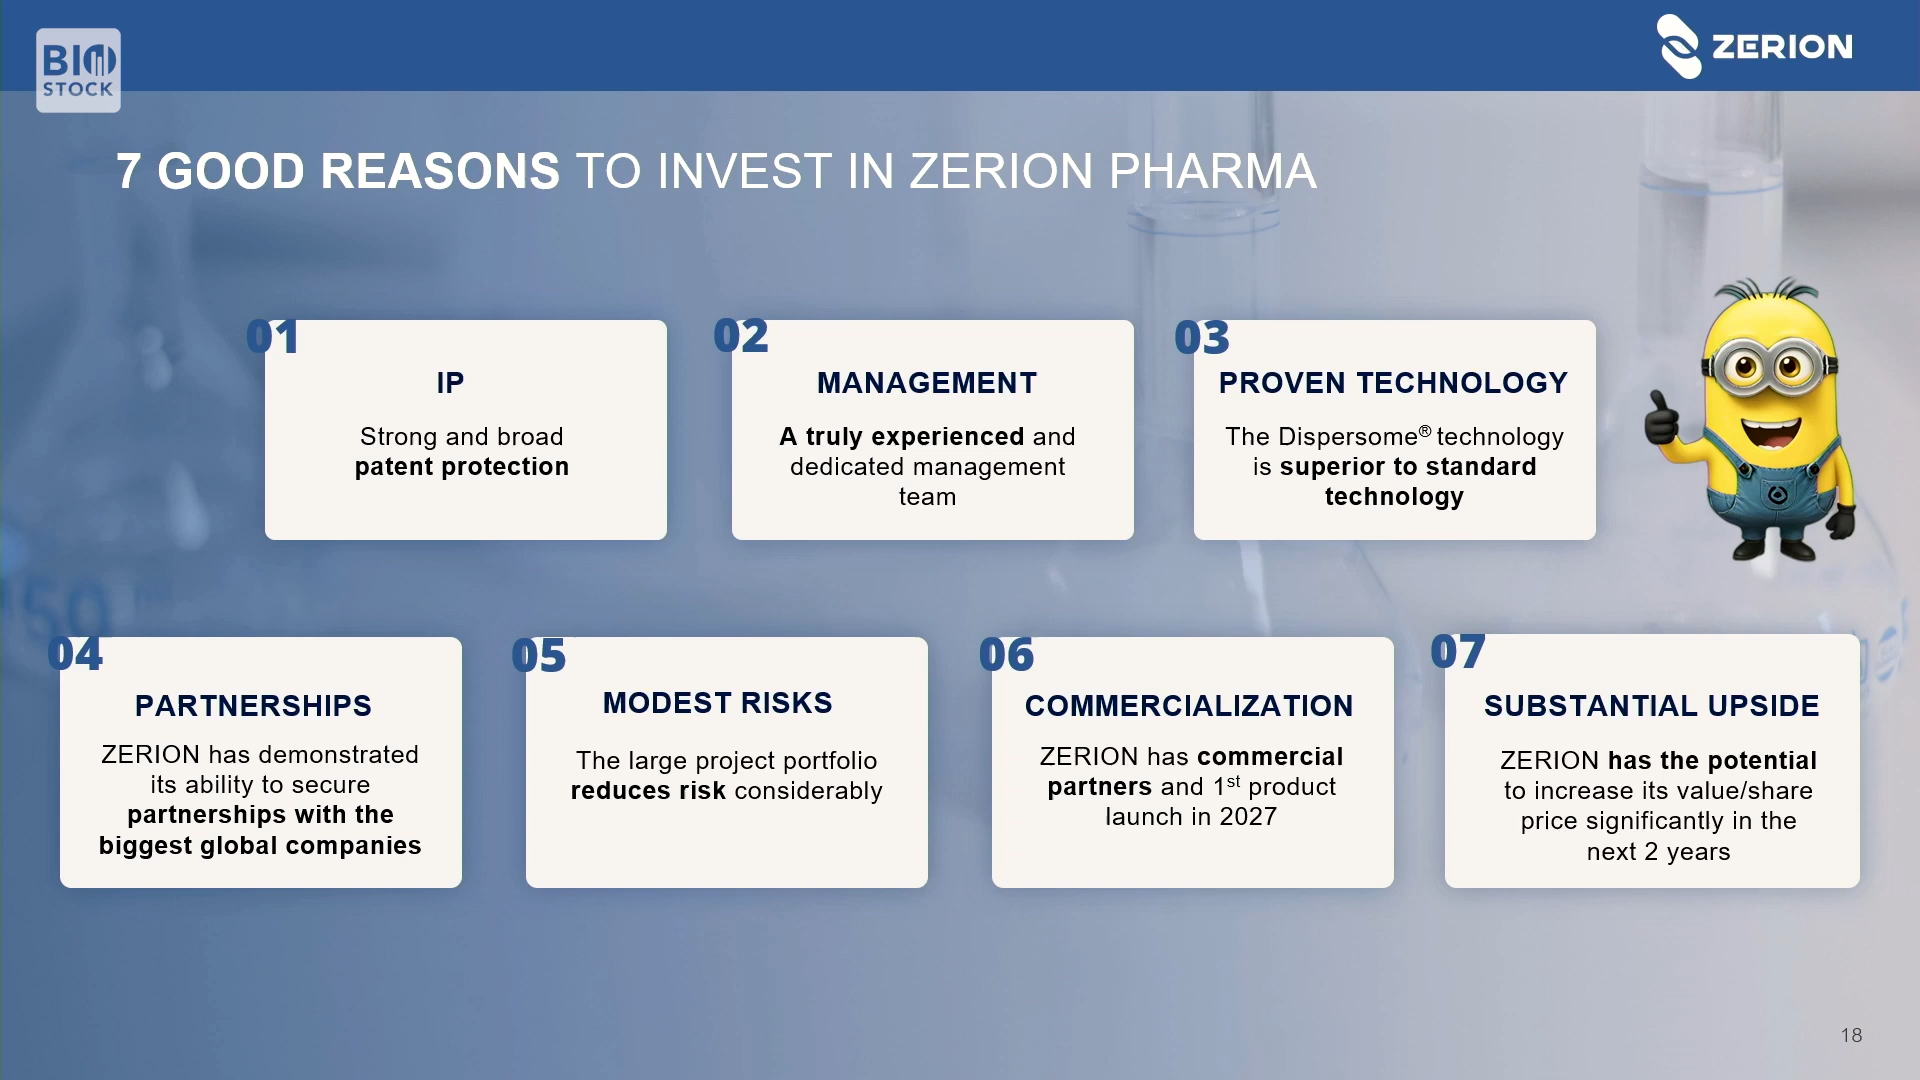 BIO
STOCK
ZERION
7 GOOD REASONS TO INVEST IN ZERION PHARMA
01
IP
Strong and broad
patent protection
02
MANAGEMENT
A truly experienced and
dedicated management
team
03
PROVEN TECHNOLOGY
The Dispersome® technology
is superior to standard
technology
04
PARTNERSHIPS
ZERION has demonstrated
its ability to secure
partnerships with the
biggest global companies
05
MODEST RISKS
The large project portfolio
reduces risk considerably
06
COMMERCIALIZATION
ZERION has commercial
partners and 1st product
launch in 2027
07
SUBSTANTIAL UPSIDE
ZERION has the potential
to increase its value/share
price significantly in the
next 2 years
150
18